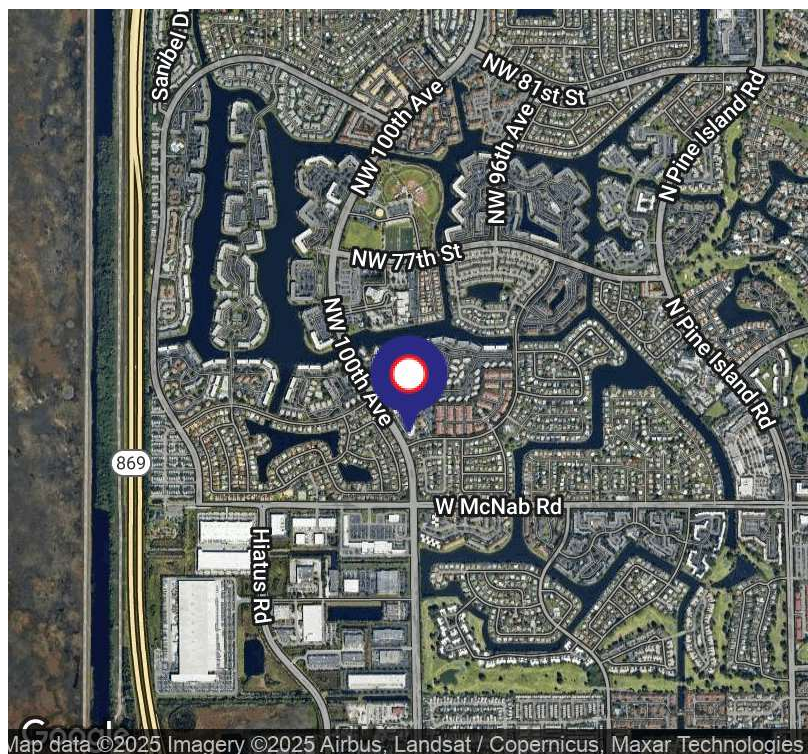 Sanibel Dr
NW 81st St
NW 100th Ave
NW 96th Ave
N Pine Island Rd
NW 77th St
NW 100th Ave
N Pine Island Rd
869
W McNab Rd
Hiatus Rd
Google
Map data ©2025 Imagery ©2025 Airbus, Landsat / Copernicus, Maxar Technologies